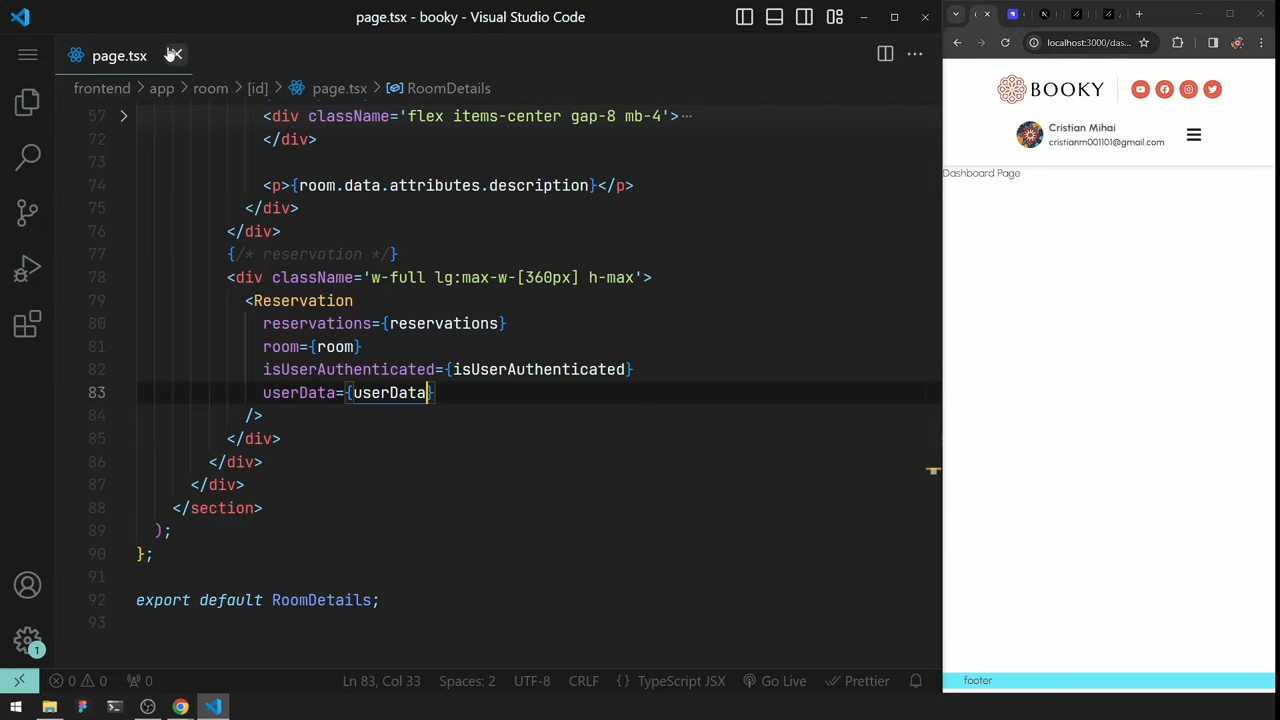 page.tsx - booky - Visual Studio Code
page.tsx
frontend > app > room > [id] > page.tsx > RoomDetails
57 <div className='flex items-center gap-8 mb-4'>…
72 </div>
73
74 <p>{room.data.attributes.description}</p>
75 </div>
76 </div>
77 {/* reservation */}
78 <div className='w-full lg:max-w-[360px] h-max'>
79 <Reservation
80 reservations={reservations}
81 room={room}
82 isUserAuthenticated={isUserAuthenticated}
83 userData={userData}
84 />
85 </div>
86 </div>
87 </div>
88 </section>
89 );
90 };
91
92 export default RoomDetails;
93
1
0 0 0 Ln 83, Col 33 Spaces: 2 UTF-8 CRLF {} TypeScript JSX Go Live Prettier
localhost:3000/das...
BOOKY
Cristian Mihai
cristianm001101@gmail.com
Dashboard Page
footer